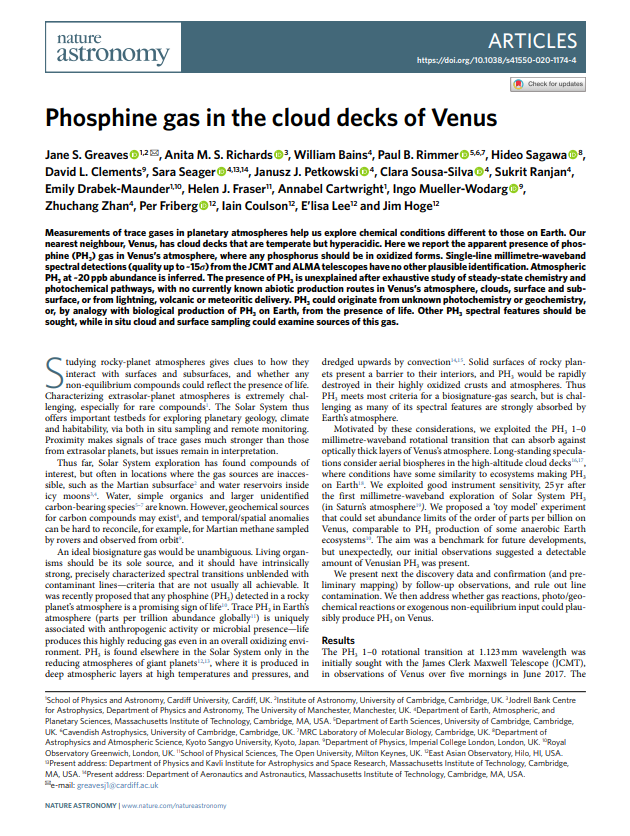 nature
astronomy
ARTICLES
https://doi.org/10.1038/s41550-020-1174-4
Check for updates
Phosphine gas in the cloud decks of Venus
Jane S. Greaves 1,2, Anita M. S. Richards 3, William Bains4, Paul B. Rimmer 5,6,7, Hideo Sagawa 8,
David L. Clements9, Sara Seager 4,13,14, Janusz J. Petkowski 4, Clara Sousa-Silva 4, Sukrit Ranjan4,
Emily Drabek-Maunder1,10, Helen J. Fraser11, Annabel Cartwright1, Ingo Mueller-Wodarg 9,
Zhuchang Zhan4, Per Friberg 12, Iain Coulson12, E'lisa Lee12 and Jim Hoge12
Measurements of trace gases in planetary atmospheres help us explore chemical conditions different to those on Earth. Our
nearest neighbour, Venus, has cloud decks that are temperate but hyperacidic. Here we report the apparent presence of phos-
phine (PH3) gas in Venus's atmosphere, where any phosphorus should be in oxidized forms. Single-line millimetre-waveband
spectral detections (quality up to ~15σ) from the JCMT and ALMA telescopes have no other plausible identification. Atmospheric
PH3 at ~20 ppb abundance is inferred. The presence of PH3 is unexplained after exhaustive study of steady-state chemistry and
photochemical pathways, with no currently known abiotic production routes in Venus's atmosphere, clouds, surface and sub-
surface, or from lightning, volcanic or meteoritic delivery. PH3 could originate from unknown photochemistry or geochemistry,
or, by analogy with biological production of PH3 on Earth, from the presence of life. Other PH3 spectral features should be
sought, while in situ cloud and surface sampling could examine sources of this gas.
Studying rocky-planet atmospheres gives clues to how they
interact with surfaces and subsurfaces, and whether any
non-equilibrium compounds could reflect the presence of life.
Characterizing extrasolar-planet atmospheres is extremely chal-
lenging, especially for rare compounds1. The Solar System thus
offers important testbeds for exploring planetary geology, climate
and habitability, via both in situ sampling and remote monitoring.
Proximity makes signals of trace gases much stronger than those
from extrasolar planets, but issues remain in interpretation.
Thus far, Solar System exploration has found compounds of
interest, but often in locations where the gas sources are inacces-
sible, such as the Martian subsurface2 and water reservoirs inside
icy moons3,4. Water, simple organics and larger unidentified
carbon-bearing species5–7 are known. However, geochemical sources
for carbon compounds may exist8, and temporal/spatial anomalies
can be hard to reconcile, for example, for Martian methane sampled
by rovers and observed from orbit9.
An ideal biosignature gas would be unambiguous. Living organ-
isms should be its sole source, and it should have intrinsically
strong, precisely characterized spectral transitions unblended with
contaminant lines—criteria that are not usually all achievable. It
was recently proposed that any phosphine (PH3) detected in a rocky
planet's atmosphere is a promising sign of life10. Trace PH3 in Earth's
atmosphere (parts per trillion abundance globally11) is uniquely
associated with anthropogenic activity or microbial presence—life
produces this highly reducing gas even in an overall oxidizing envi-
ronment. PH3 is found elsewhere in the Solar System only in the
reducing atmospheres of giant planets12,13, where it is produced in
deep atmospheric layers at high temperatures and pressures, and
dredged upwards by convection14,15. Solid surfaces of rocky plan-
ets present a barrier to their interiors, and PH3 would be rapidly
destroyed in their highly oxidized crusts and atmospheres. Thus
PH3 meets most criteria for a biosignature-gas search, but is chal-
lenging as many of its spectral features are strongly absorbed by
Earth's atmosphere.
Motivated by these considerations, we exploited the PH3 1–0
millimetre-waveband rotational transition that can absorb against
optically thick layers of Venus's atmosphere. Long-standing specula-
tions consider aerial biospheres in the high-altitude cloud decks16,17,
where conditions have some similarity to ecosystems making PH3
on Earth18. We exploited good instrument sensitivity, 25 yr after
the first millimetre-waveband exploration of Solar System PH3
(in Saturn's atmosphere19). We proposed a 'toy model' experiment
that could set abundance limits of the order of parts per billion on
Venus, comparable to PH3 production of some anaerobic Earth
ecosystems20. The aim was a benchmark for future developments,
but unexpectedly, our initial observations suggested a detectable
amount of Venusian PH3 was present.
We present next the discovery data and confirmation (and pre-
liminary mapping) by follow-up observations, and rule out line
contamination. We then address whether gas reactions, photo/geo-
chemical reactions or exogenous non-equilibrium input could plau-
sibly produce PH3 on Venus.
Results
The PH3 1–0 rotational transition at 1.123 mm wavelength was
initially sought with the James Clerk Maxwell Telescope (JCMT),
in observations of Venus over five mornings in June 2017. The
1School of Physics and Astronomy, Cardiff University, Cardiff, UK. 2Institute of Astronomy, University of Cambridge, Cambridge, UK. 3Jodrell Bank Centre
for Astrophysics, Department of Physics and Astronomy, The University of Manchester, Manchester, UK. 4Department of Earth, Atmospheric, and
Planetary Sciences, Massachusetts Institute of Technology, Cambridge, MA, USA. 5Department of Earth Sciences, University of Cambridge, Cambridge,
UK. 6Cavendish Astrophysics, University of Cambridge, Cambridge, UK. 7MRC Laboratory of Molecular Biology, Cambridge, UK. 8Department of
Astrophysics and Atmospheric Science, Kyoto Sangyo University, Kyoto, Japan. 9Department of Physics, Imperial College London, London, UK. 10Royal
Observatory Greenwich, London, UK. 11School of Physical Sciences, The Open University, Milton Keynes, UK. 12East Asian Observatory, Hilo, HI, USA.
13Present address: Department of Physics and Kavli Institute for Astrophysics and Space Research, Massachusetts Institute of Technology, Cambridge,
MA, USA. 14Present address: Department of Aeronautics and Astronautics, Massachusetts Institute of Technology, Cambridge, MA, USA.
e-mail: greavesj1@cardiff.ac.uk
NATURE ASTRONOMY | www.nature.com/natureastronomy